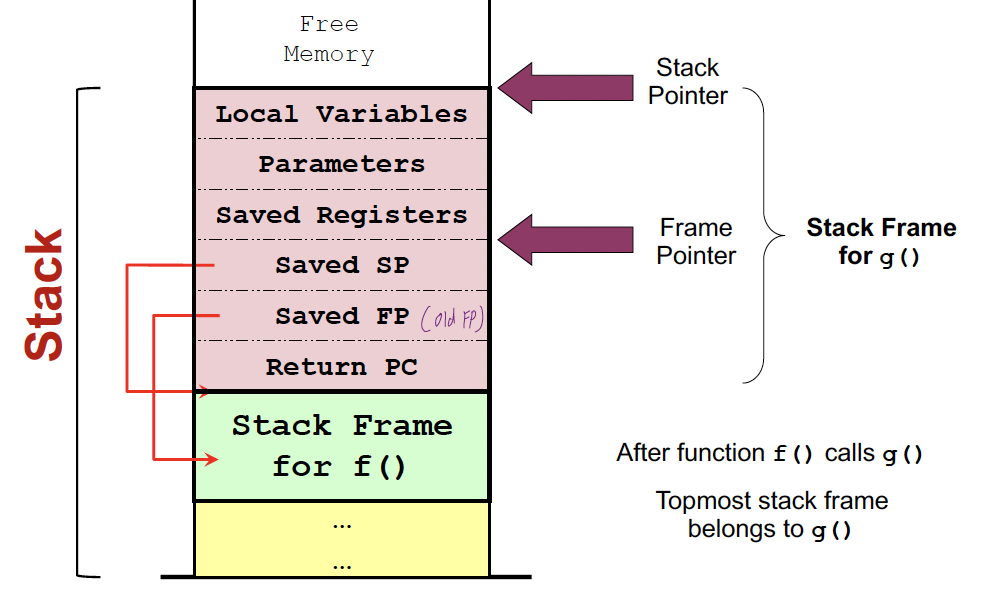 Free
Memory
Stack
Pointer
Local Variables
Parameters
Saved Registers
Frame
Pointer
Stack Frame
for g()
Saved SP
Saved FP (old FP)
Return PC
Stack
Stack Frame
for f()
After function f() calls g()
Topmost stack frame
belongs to g()
...
...